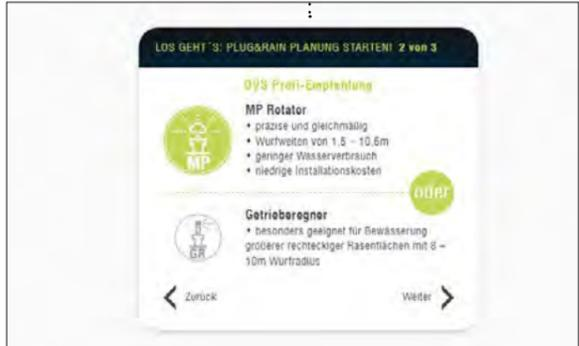 LOS GEHT´S: PLUG&RAIN PLANUNG STARTEN! 2 von 3
DVS Profi-Empfehlung
MP Rotator
• präzise und gleichmäßig
• Wurfweiten von 1,5 - 10,6m
• geringer Wasserverbrauch
• niedrige Installationskosten
MP
oder
Getrieberegner
• besonders geeignet für Bewässerung
größerer rechteckiger Rasenflächen mit 8 –
10m Wurfradius
GR
Zurück
Weiter